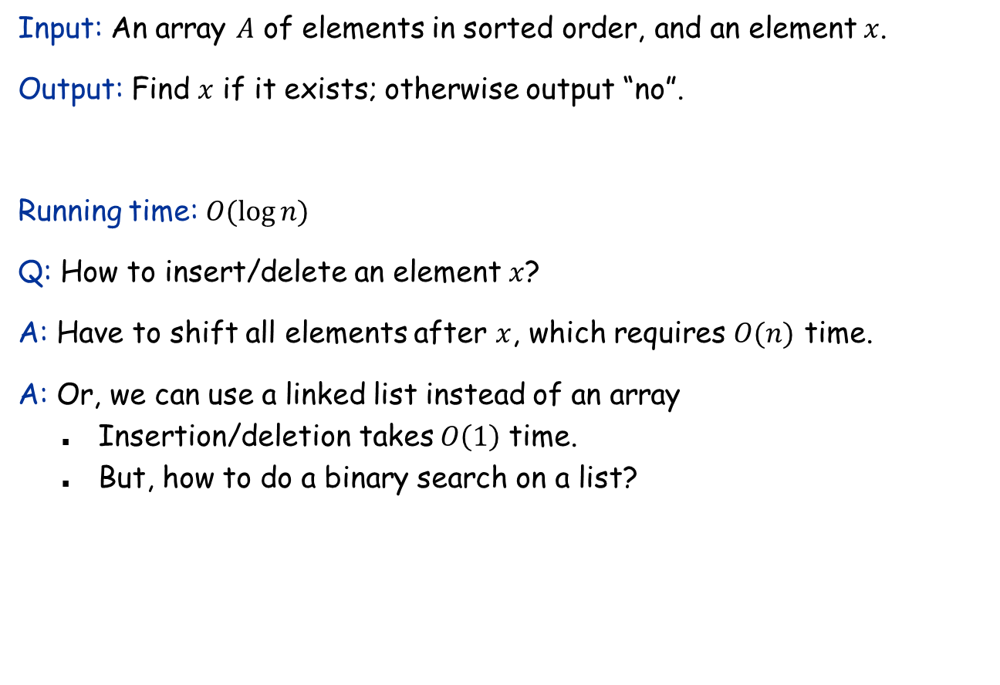 Input: An array A of elements in sorted order, and an element x.
Output: Find x if it exists; otherwise output “no”.
Running time: O(log n)
Q: How to insert/delete an element x?
A: Have to shift all elements after x, which requires O(n) time.
A: Or, we can use a linked list instead of an array
▪ Insertion/deletion takes O(1) time.
▪ But, how to do a binary search on a list?